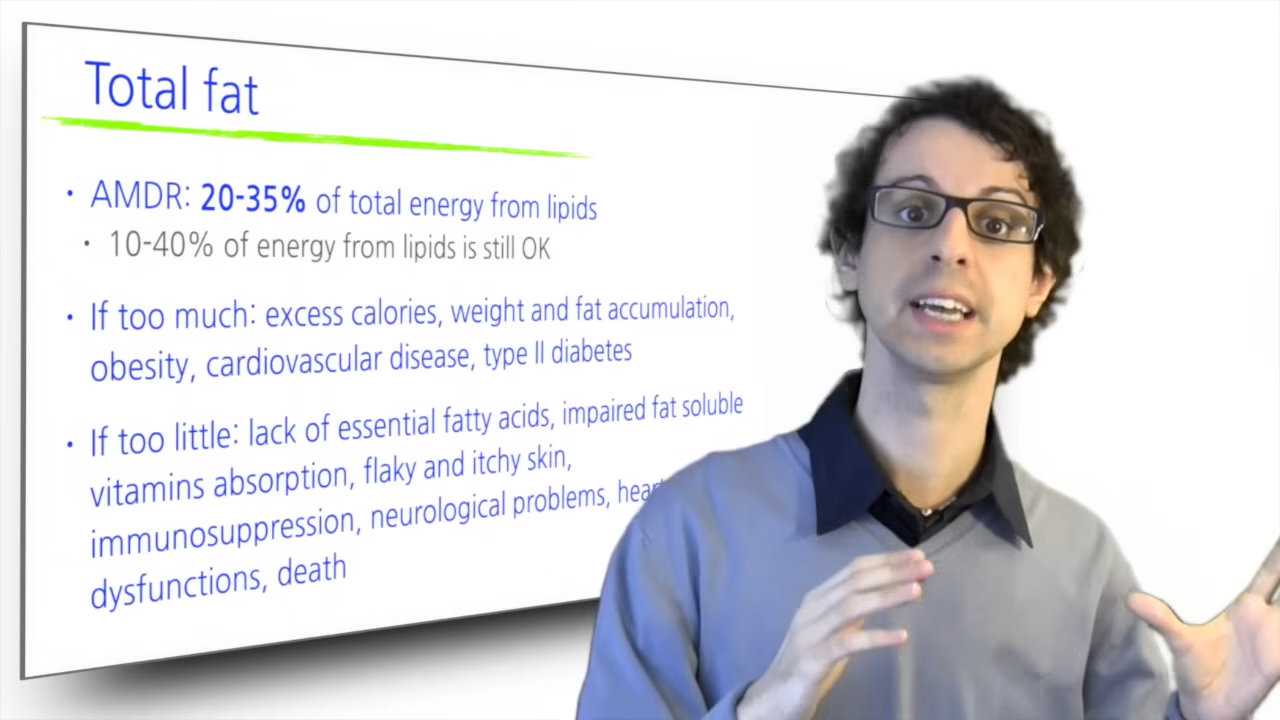 Total fat
• AMDR: 20-35% of total energy from lipids
• 10-40% of energy from lipids is still OK
• If too much: excess calories, weight and fat accumulation,
obesity, cardiovascular disease, type II diabetes
• If too little: lack of essential fatty acids, impaired fat soluble
vitamins absorption, flaky and itchy skin,
immunosuppression, neurological problems,
dysfunctions, death